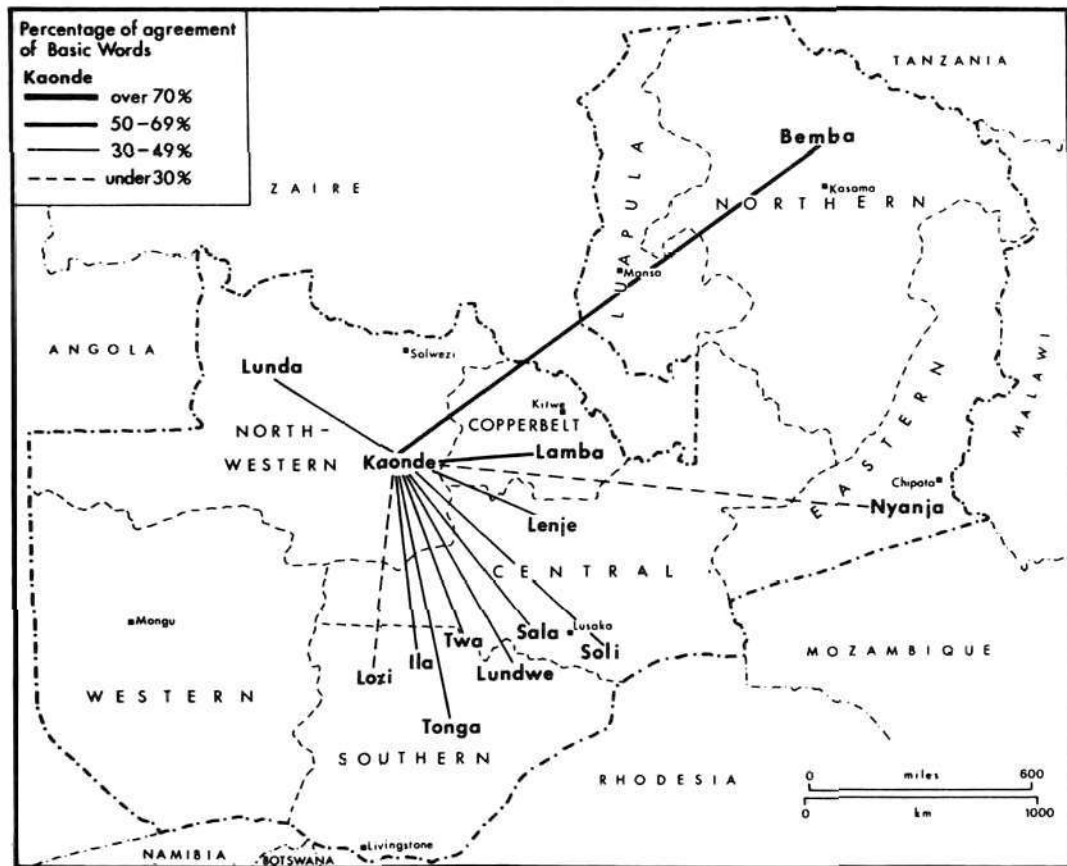 Percentage of agreement
of Basic Words
Kaonde
over 70%
50–69%
30–49%
under 30%
TANZANIA
Bemba
ZAIRE
Kasama
NORTHERN
LUAPULA
Mansa
ANGOLA
Solwezi
Lunda
MALAWI
EASTERN
Kitwe
COPPERBELT
NORTH-
WESTERN
Kaonde
Lamba
Chipata
Nyanja
Lenje
CENTRAL
Mongu
Sala
Lusaka
Twa
Soli
MOZAMBIQUE
Ila
Lozi
Lundwe
WESTERN
Tonga
SOUTHERN
RHODESIA
0 miles 600
0 km 1000
Livingstone
NAMIBIA
BOTSWANA